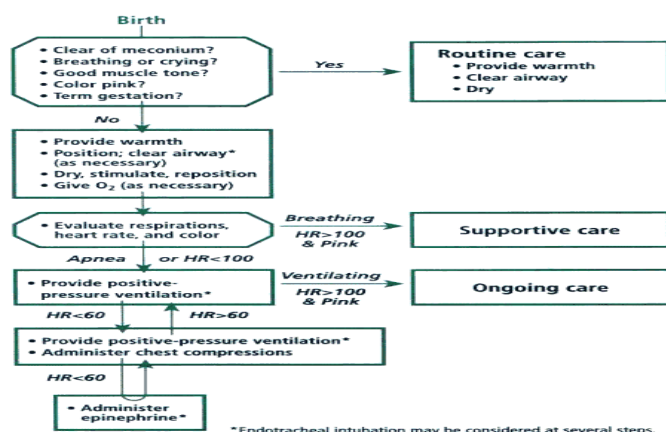 Birth
• Clear of meconium?
• Breathing or crying?
• Good muscle tone?
• Color pink?
• Term gestation?
Yes
Routine care
• Provide warmth
• Clear airway
• Dry
No
• Provide warmth
• Position; clear airway*
(as necessary)
• Dry, stimulate, reposition
• Give O₂ (as necessary)
• Evaluate respirations,
heart rate, and color
Breathing
HR>100
& Pink
Supportive care
Apnea or HR<100
• Provide positive-
pressure ventilation*
Ventilating
HR>100
& Pink
Ongoing care
HR<60 HR>60
• Provide positive-pressure ventilation*
• Administer chest compressions
HR<60
• Administer
epinephrine*
*Endotracheal intubation may be considered at several steps.